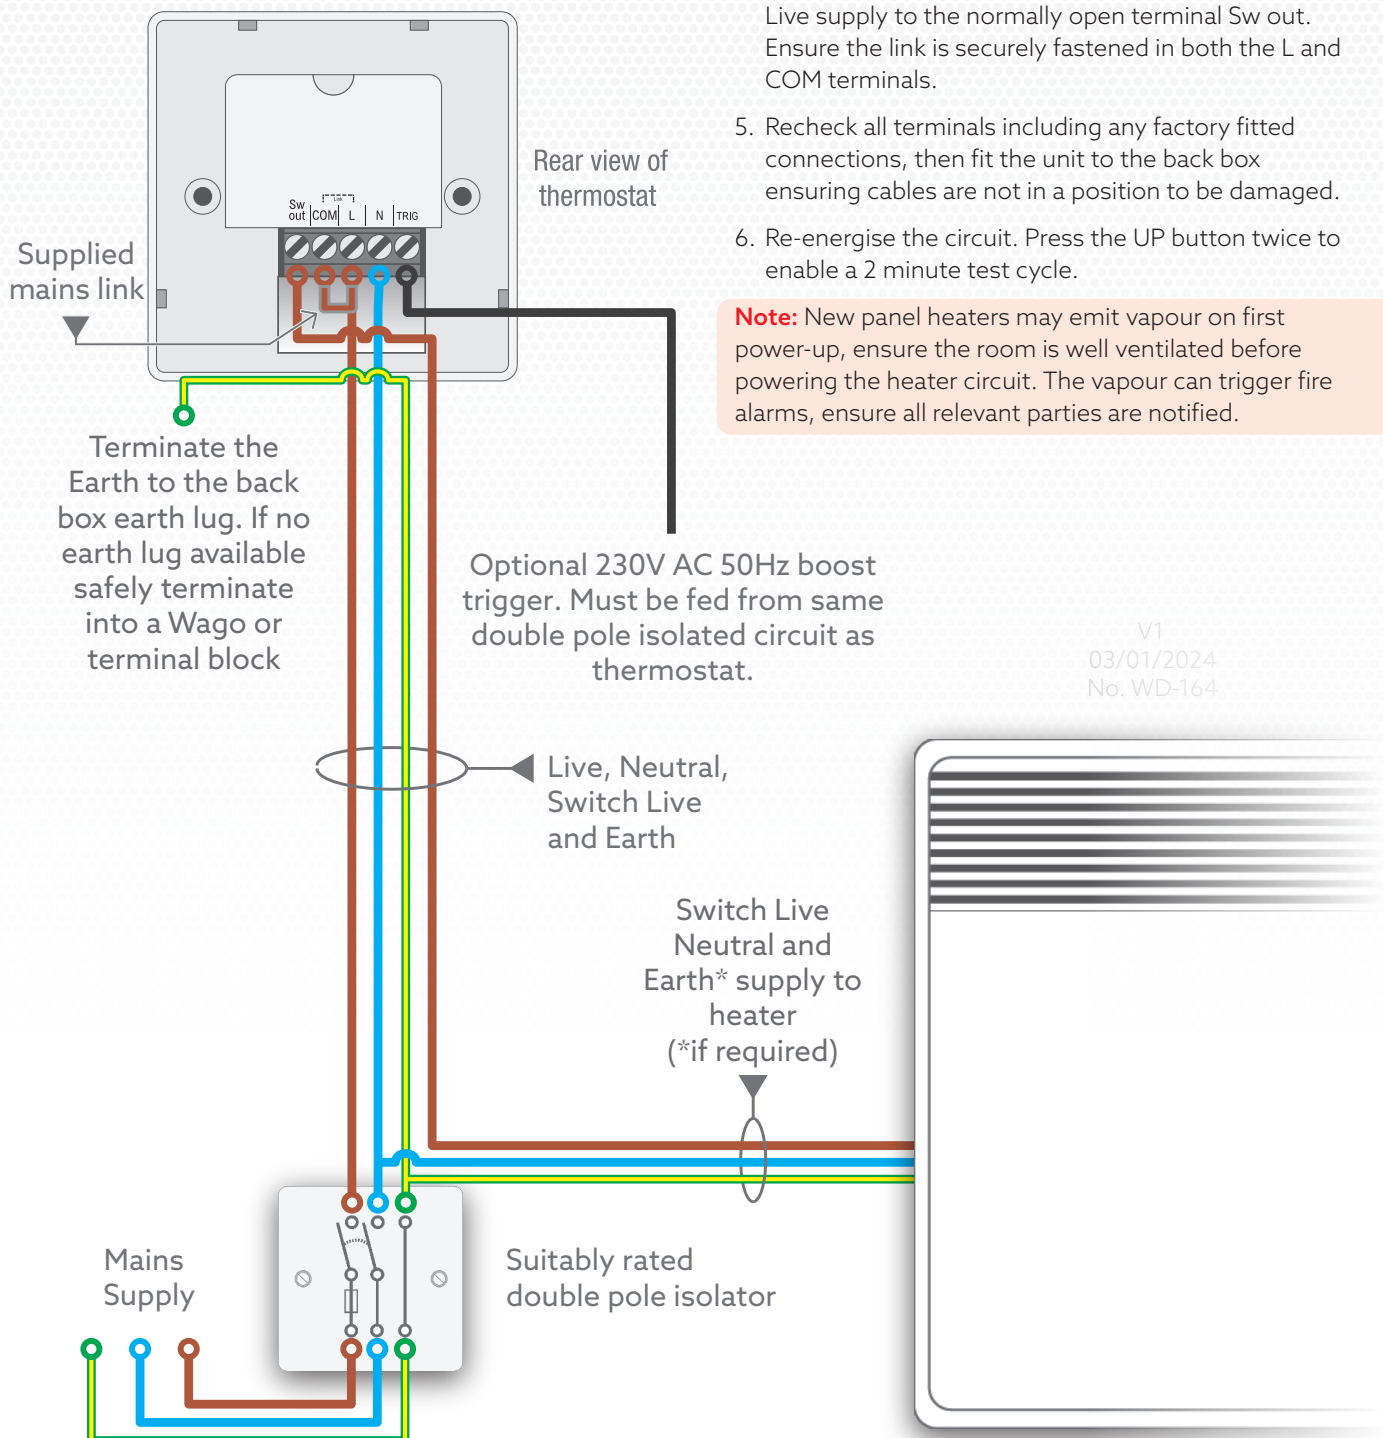 Live supply to the normally open terminal Sw out.
Ensure the link is securely fastened in both the L and
COM terminals.
5. Recheck all terminals including any factory fitted
connections, then fit the unit to the back box
ensuring cables are not in a position to be damaged.
6. Re-energise the circuit. Press the UP button twice to
enable a 2 minute test cycle.
Note: New panel heaters may emit vapour on first
power-up, ensure the room is well ventilated before
powering the heater circuit. The vapour can trigger fire
alarms, ensure all relevant parties are notified.
Rear view of
thermostat
Link
Sw
out COM L N TRIG
Supplied
mains link
Terminate the
Earth to the back
box earth lug. If no
earth lug available
safely terminate
into a Wago or
terminal block
Optional 230V AC 50Hz boost
trigger. Must be fed from same
double pole isolated circuit as
thermostat.
V1
03/01/2024
No. WD-164
Live, Neutral,
Switch Live
and Earth
Switch Live
Neutral and
Earth* supply to
heater
(*if required)
Mains
Supply
Suitably rated
double pole isolator